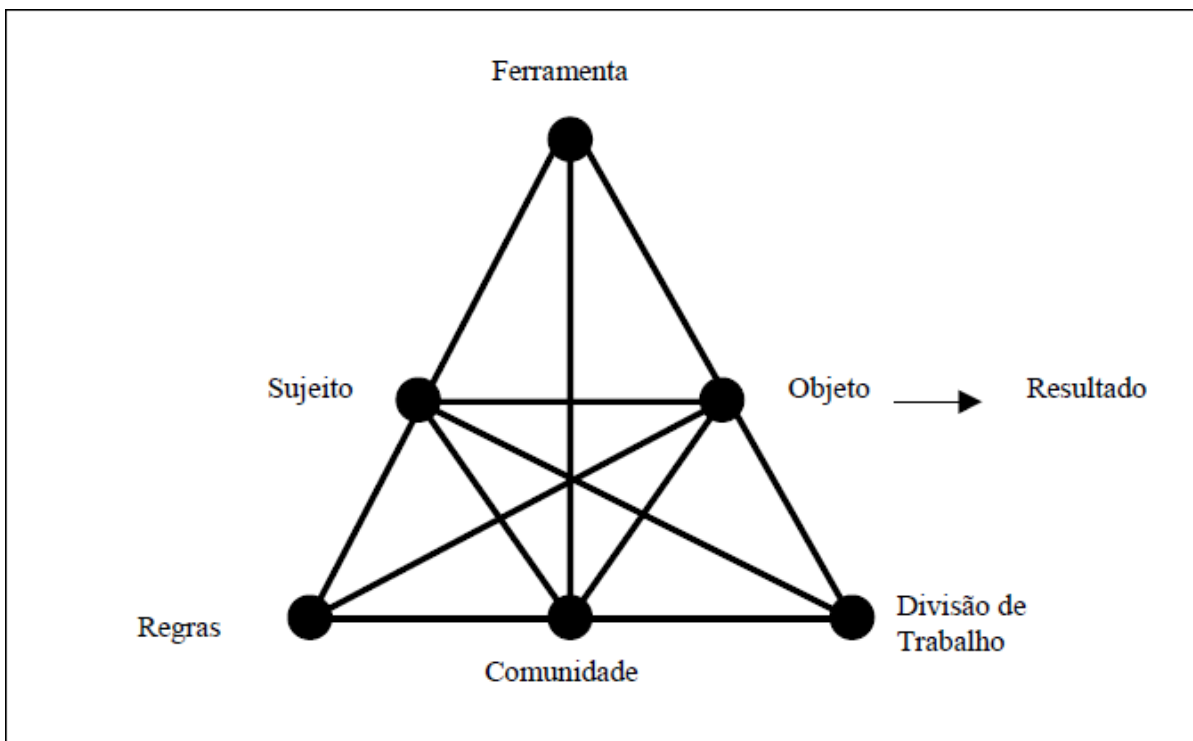 Ferramenta
Sujeito
Objeto
Resultado
Regras
Comunidade
Divisão de
Trabalho